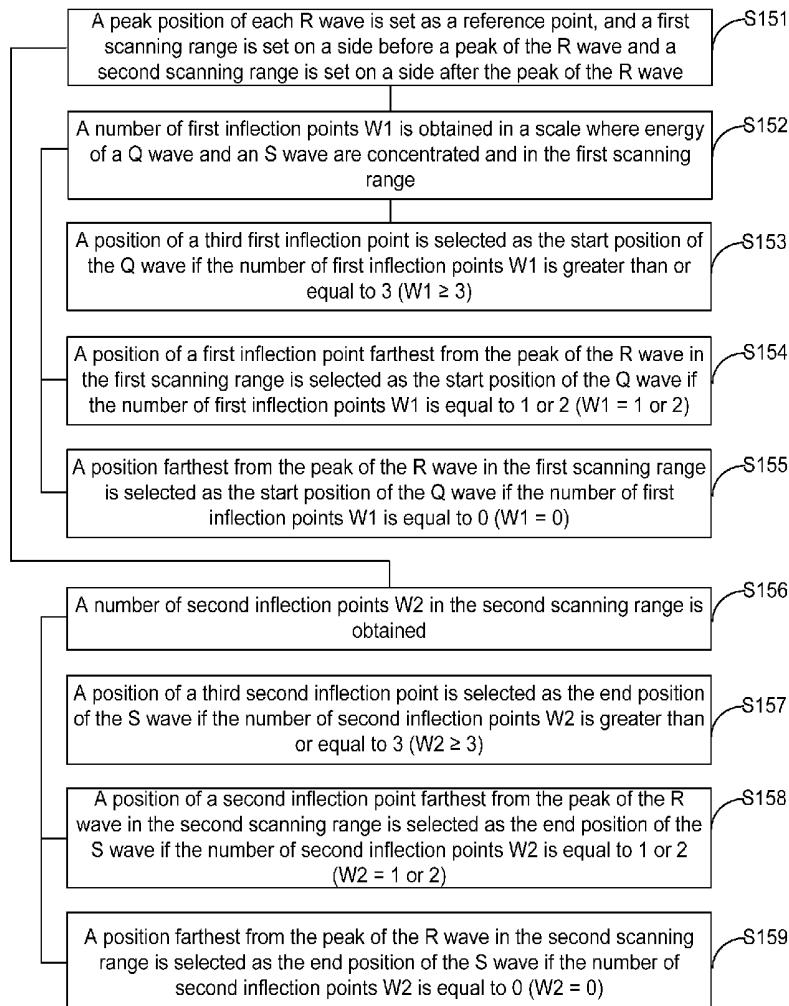 A peak position of each R wave is set as a reference point, and a first
scanning range is set on a side before a peak of the R wave and a
second scanning range is set on a side after the peak of the R wave
S151
A number of first inflection points W1 is obtained in a scale where energy
of a Q wave and an S wave are concentrated and in the first scanning
range
S152
A position of a third first inflection point is selected as the start position of
the Q wave if the number of first inflection points W1 is greater than or
equal to 3 (W1 ≥ 3)
S153
A position of a first inflection point farthest from the peak of the R wave in
the first scanning range is selected as the start position of the Q wave if
the number of first inflection points W1 is equal to 1 or 2 (W1 = 1 or 2)
S154
A position farthest from the peak of the R wave in the first scanning range
is selected as the start position of the Q wave if the number of first
inflection points W1 is equal to 0 (W1 = 0)
S155
A number of second inflection points W2 in the second scanning range is
obtained
S156
A position of a third second inflection point is selected as the end position
of the S wave if the number of second inflection points W2 is greater than
or equal to 3 (W2 ≥ 3)
S157
A position of a second inflection point farthest from the peak of the R
wave in the second scanning range is selected as the end position of the
S wave if the number of second inflection points W2 is equal to 1 or 2
(W2 = 1 or 2)
S158
A position farthest from the peak of the R wave in the second scanning
range is selected as the end position of the S wave if the number of
second inflection points W2 is equal to 0 (W2 = 0)
S159